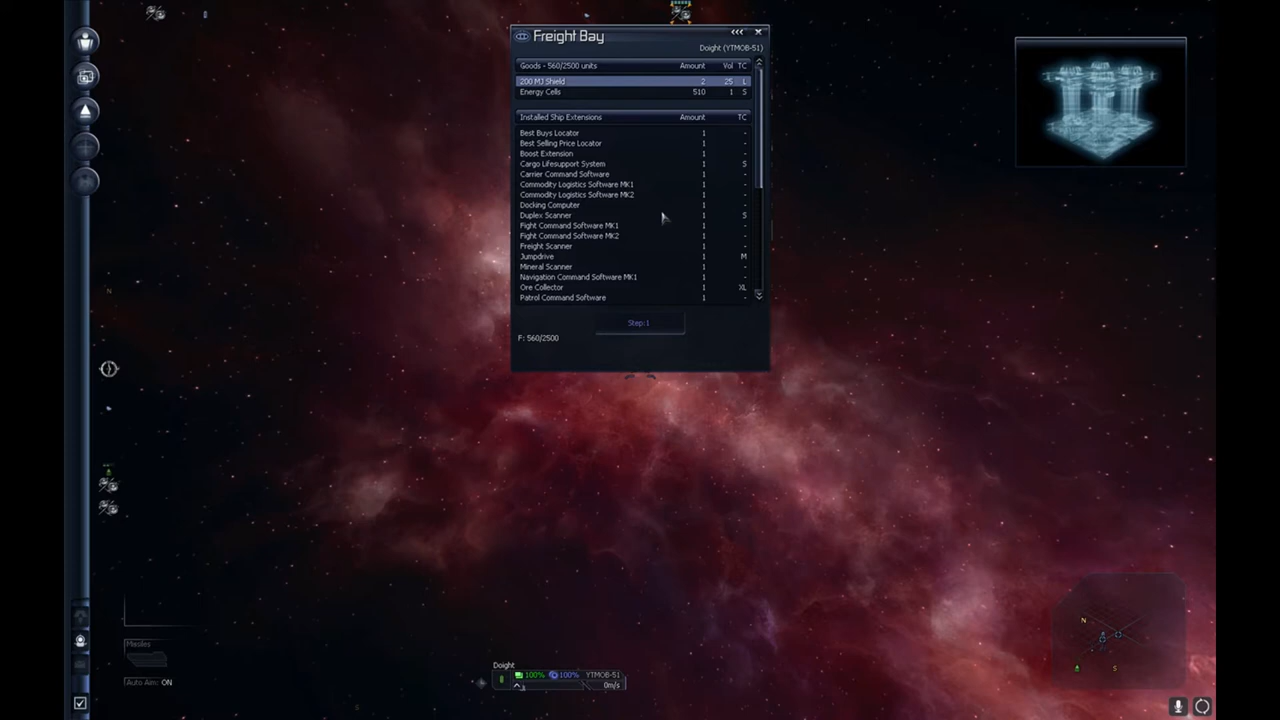 Freight Bay
Doight (YTMOB-51)
Goods - 560/2500 units Amount Vol TC
200 MJ Shield 2 25 L
Energy Cells 510 1 S
Installed Ship Extensions Amount TC
Best Buys Locator 1 -
Best Selling Price Locator 1 -
Boost Extension 1 -
Cargo Lifesupport System 1 S
Carrier Command Software 1 -
Commodity Logistics Software MK1 1 -
Commodity Logistics Software MK2 1 -
Docking Computer 1 -
Duplex Scanner 1 S
Fight Command Software MK1 1 -
Fight Command Software MK2 1 -
Freight Scanner 1 -
Jumpdrive 1 M
Mineral Scanner 1 -
Navigation Command Software MK1 1 -
Ore Collector 1 XL
Patrol Command Software 1 -
Step:1
F: 560/2500
N
N
S
Missiles
Auto Aim: ON
Doight
100% 100% YTMOB-51
0m/s